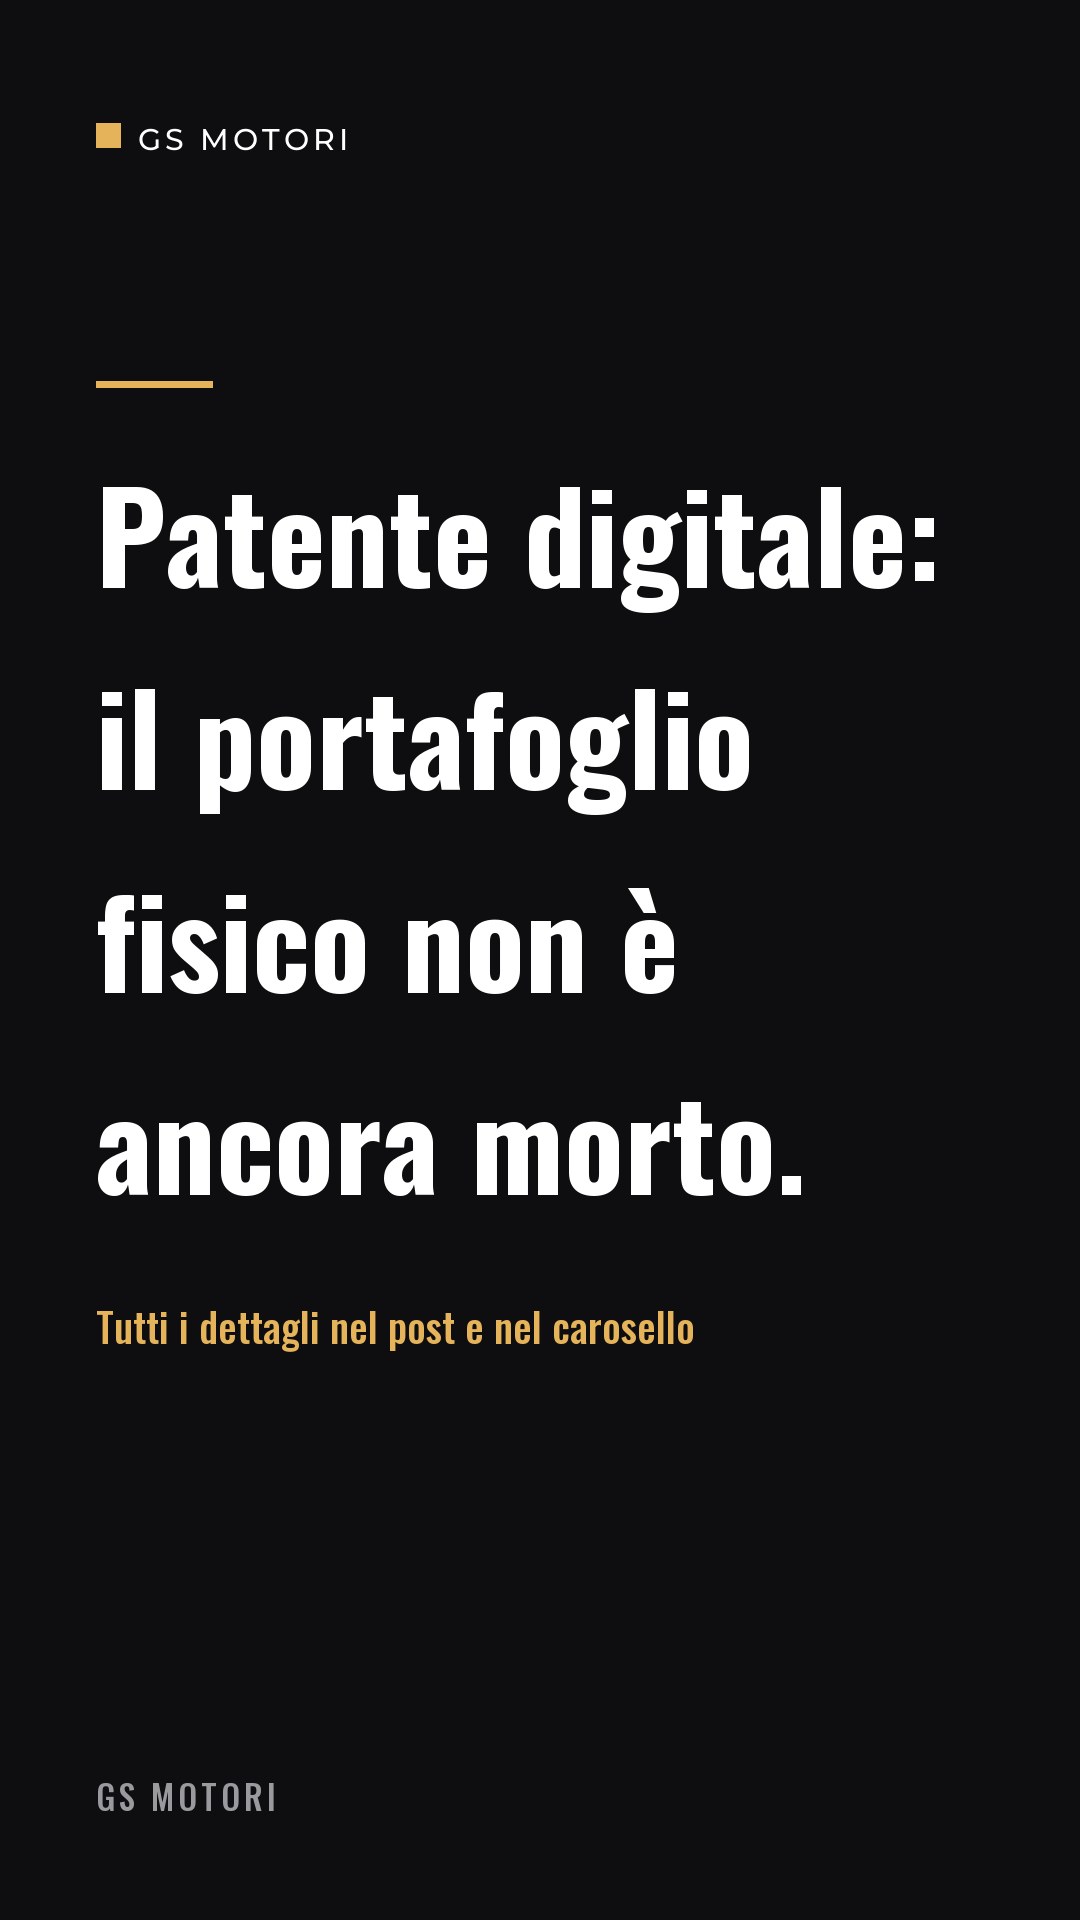 GS MOTORI
Patente digitale:
il portafoglio
fisico non è
ancora morto.
Tutti i dettagli nel post e nel carosello
GS MOTORI